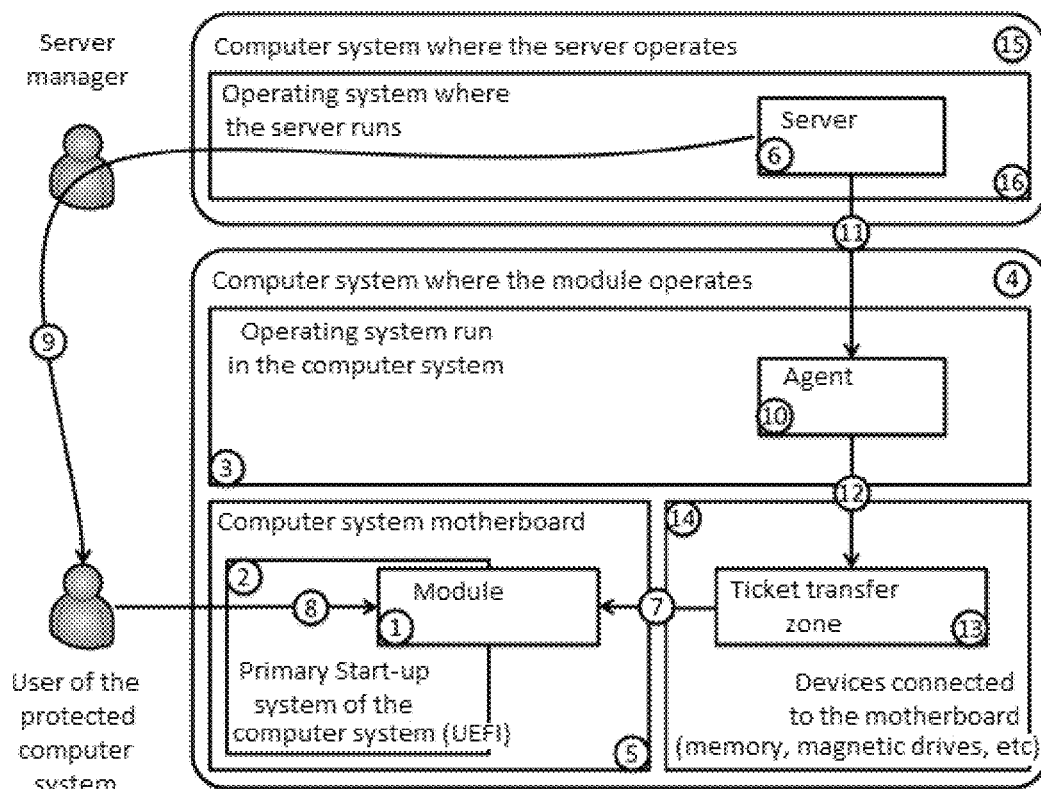 Server
manager
Computer system where the server operates
15
Operating system where
the server runs
Server
6
16
11
Computer system where the module operates
4
Operating system run
in the computer system
Agent
10
9
3
12
Computer system motherboard
14
2
Module
1
8
7
Ticket transfer
zone
13
Primary Start-up
system of the
computer system (UEFI)
5
Devices connected
to the motherboard
(memory, magnetic drives, etc)
User of the
protected
computer
system